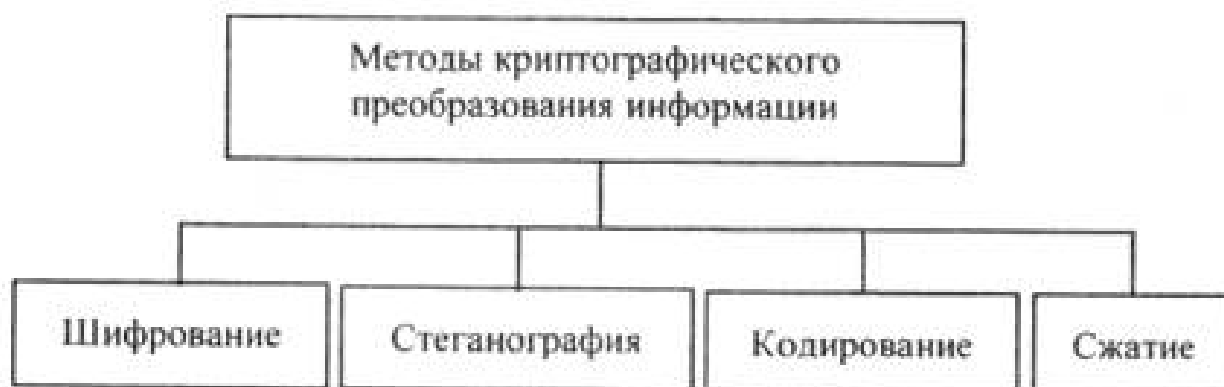 Методы криптографического
преобразования информации
Шифрование
Стеганография
Кодирование
Сжатие